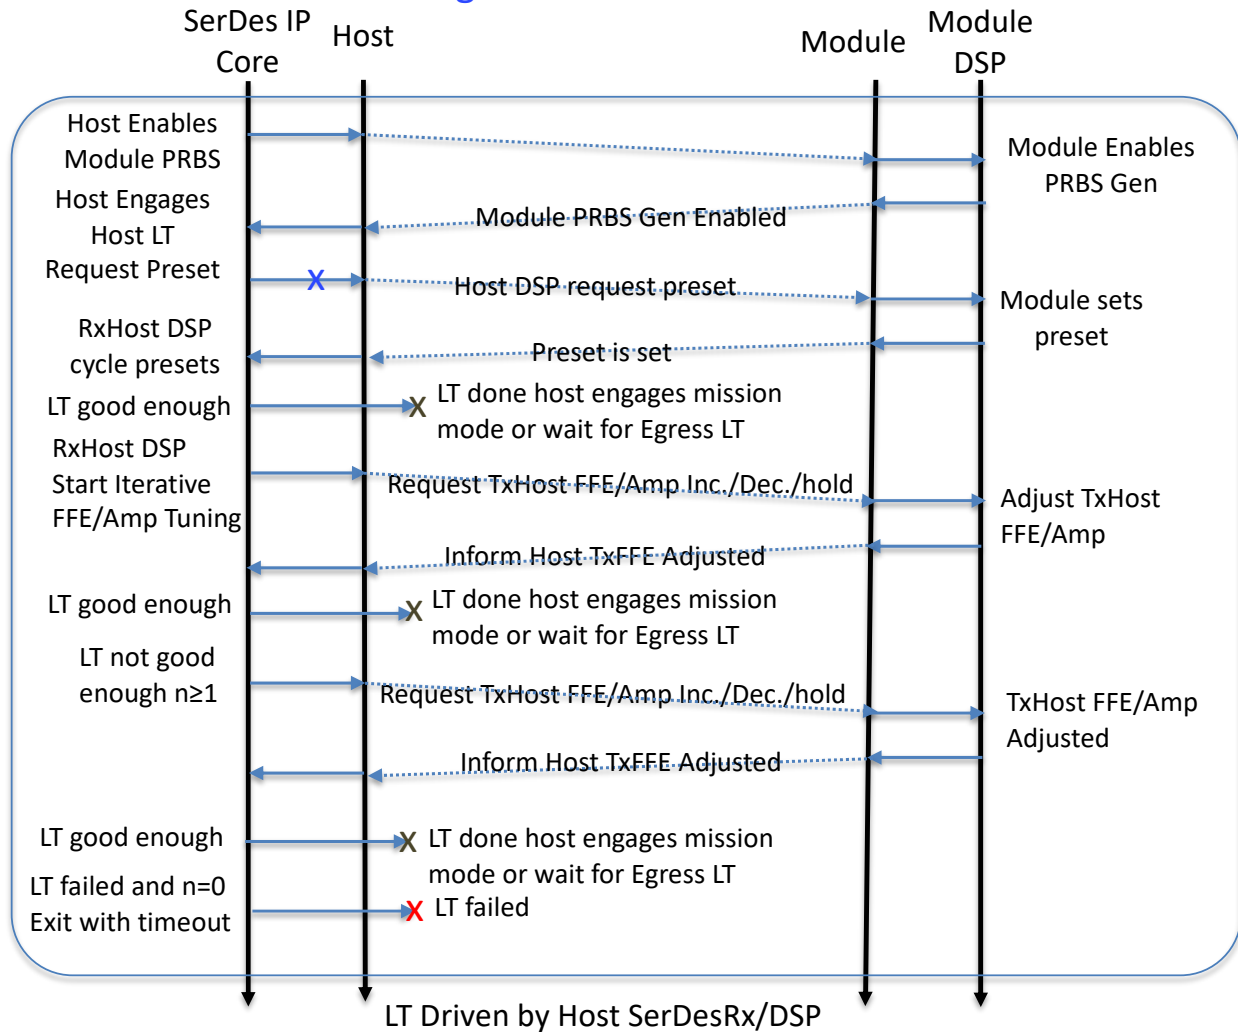 SerDes IP
Core
Host
Module
Module
DSP
Host Enables
Module PRBS
Module Enables
PRBS Gen
Host Engages
Host LT
Module PRBS Gen Enabled
Request Preset
X
Host DSP request preset
Module sets
preset
RxHost DSP
cycle presets
Preset is set
LT good enough
X
LT done host engages mission
mode or wait for Egress LT
RxHost DSP
Start Iterative
FFE/Amp Tuning
Request TxHost FFE/Amp Inc./Dec./hold
Adjust TxHost
FFE/Amp
Inform Host TxFFE Adjusted
LT good enough
X
LT done host engages mission
mode or wait for Egress LT
LT not good
enough n≥1
Request TxHost FFE/Amp Inc./Dec./hold
TxHost FFE/Amp
Adjusted
Inform Host TxFFE Adjusted
LT good enough
X
LT done host engages mission
mode or wait for Egress LT
LT failed and n=0
Exit with timeout
X
LT failed
LT Driven by Host SerDesRx/DSP